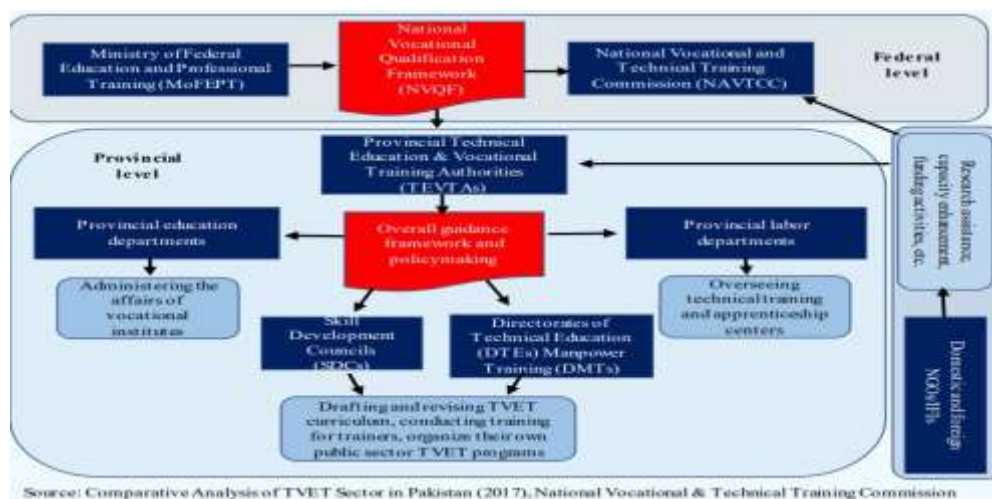 Ministry of Federal
Education and Professional
Training (MoFEPT)
National
Vocational
Qualification
Framework
(NVQF)
National Vocational and
Technical Training
Commission (NAVTCC)
Federal
level
Provincial
level
Provincial Technical
Education & Vocational
Training Authorities
(TEVTAs)
Research assistance,
capacity enhancement,
funding activities, etc.
Provincial education
departments
Overall guidance
framework and
policymaking
Provincial labor
departments
Administering the
affairs of
vocational
institutes
Overseeing
technical training
and apprenticeship
centers
Skill
Development
Councils
(SDCs)
Directorates of
Technical Education
(DTEs) Manpower
Training (DMTs)
Domestic and foreign
NGOs/IFIs
Drafting and revising TVET
curriculum, conducting training
for trainers, organize their own
public sector TVET programs
Source: Comparative Analysis of TVET Sector in Pakistan (2017), National Vocational & Technical Training Commission